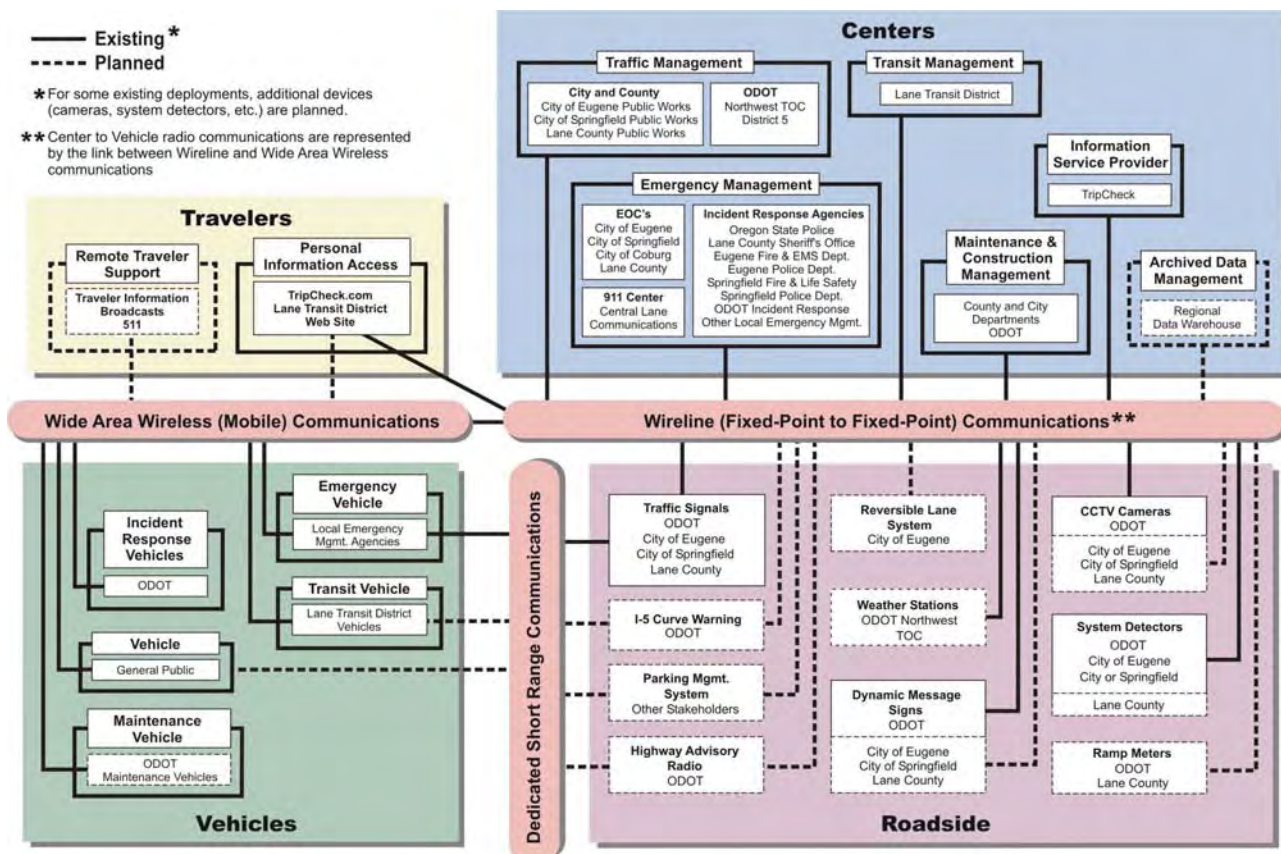 Existing *
Planned
* For some existing deployments, additional devices
(cameras, system detectors, etc.) are planned.
** Center to Vehicle radio communications are represented
by the link between Wireline and Wide Area Wireless
communications
Travelers
Remote Traveler
Support
Traveler Information
Broadcasts
511
Personal
Information Access
TripCheck.com
Lane Transit District
Web Site
Centers
Traffic Management
City and County
City of Eugene Public Works
City of Springfield Public Works
Lane County Public Works
ODOT
Northwest TOC
District 5
Transit Management
Lane Transit District
Emergency Management
EOC's
City of Eugene
City of Springfield
City of Coburg
Lane County
911 Center
Central Lane
Communications
Incident Response Agencies
Oregon State Police
Lane County Sheriff's Office
Eugene Fire & EMS Dept.
Eugene Police Dept.
Springfield Fire & Life Safety
Springfield Police Dept.
ODOT Incident Response
Other Local Emergency Mgmt.
Information
Service Provider
TripCheck
Maintenance &
Construction
Management
County and City
Departments
ODOT
Archived Data
Management
Regional
Data Warehouse
Wide Area Wireless (Mobile) Communications
Wireline (Fixed-Point to Fixed-Point) Communications**
Incident
Response
Vehicles
ODOT
Emergency
Vehicle
Local Emergency
Mgmt. Agencies
Transit Vehicle
Lane Transit District
Vehicles
Vehicle
General Public
Maintenance
Vehicle
ODOT
Maintenance Vehicles
Vehicles
Dedicated Short Range Communications
Traffic Signals
ODOT
City of Eugene
City of Springfield
Lane County
I-5 Curve Warning
ODOT
Parking Mgmt.
System
Other Stakeholders
Highway Advisory
Radio
ODOT
Reversible Lane
System
City of Eugene
Weather Stations
ODOT Northwest
TOC
Dynamic Message
Signs
ODOT
City of Eugene
City of Springfield
Lane County
CCTV Cameras
ODOT
City of Eugene
City of Springfield
Lane County
System Detectors
ODOT
City of Eugene
City or Springfield
Lane County
Ramp Meters
ODOT
Lane County
Roadside